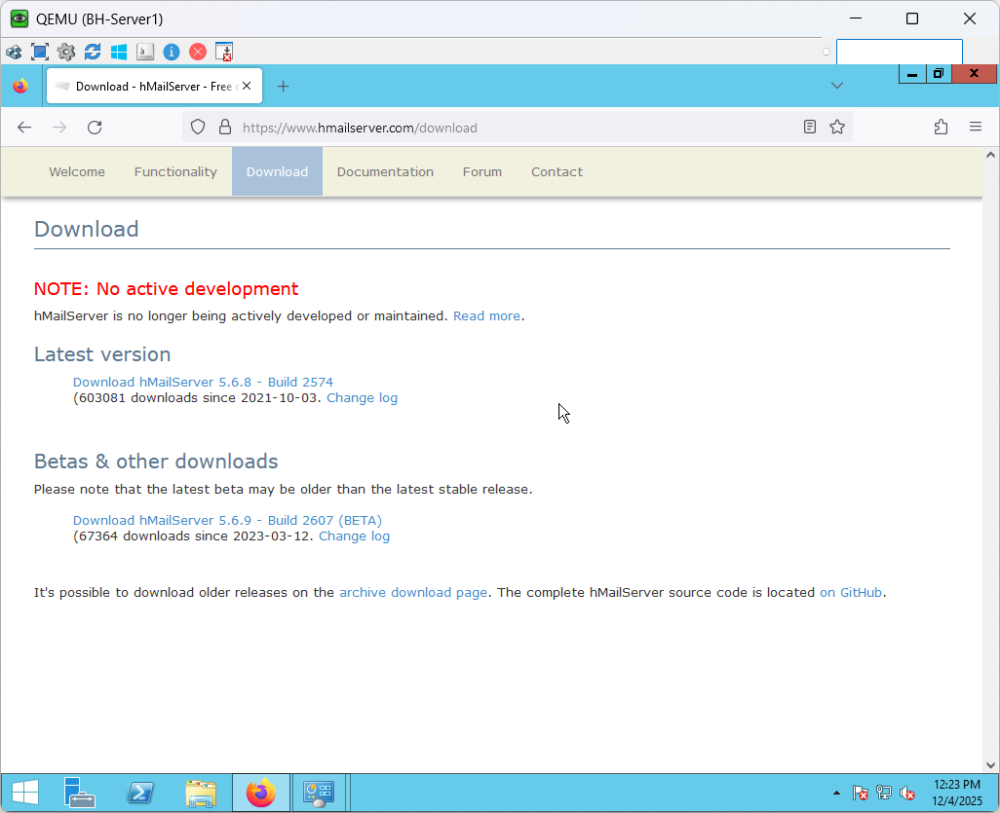 QEMU (BH-Server1)
Download - hMailServer - Free
https://www.hmailserver.com/download
Welcome Functionality Download Documentation Forum Contact
Download
NOTE: No active development
hMailServer is no longer being actively developed or maintained. Read more.
Latest version
Download hMailServer 5.6.8 - Build 2574
(603081 downloads since 2021-10-03. Change log
Betas & other downloads
Please note that the latest beta may be older than the latest stable release.
Download hMailServer 5.6.9 - Build 2607 (BETA)
(67364 downloads since 2023-03-12. Change log
It's possible to download older releases on the archive download page. The complete hMailServer source code is located on GitHub.
12:23 PM
12/4/2025